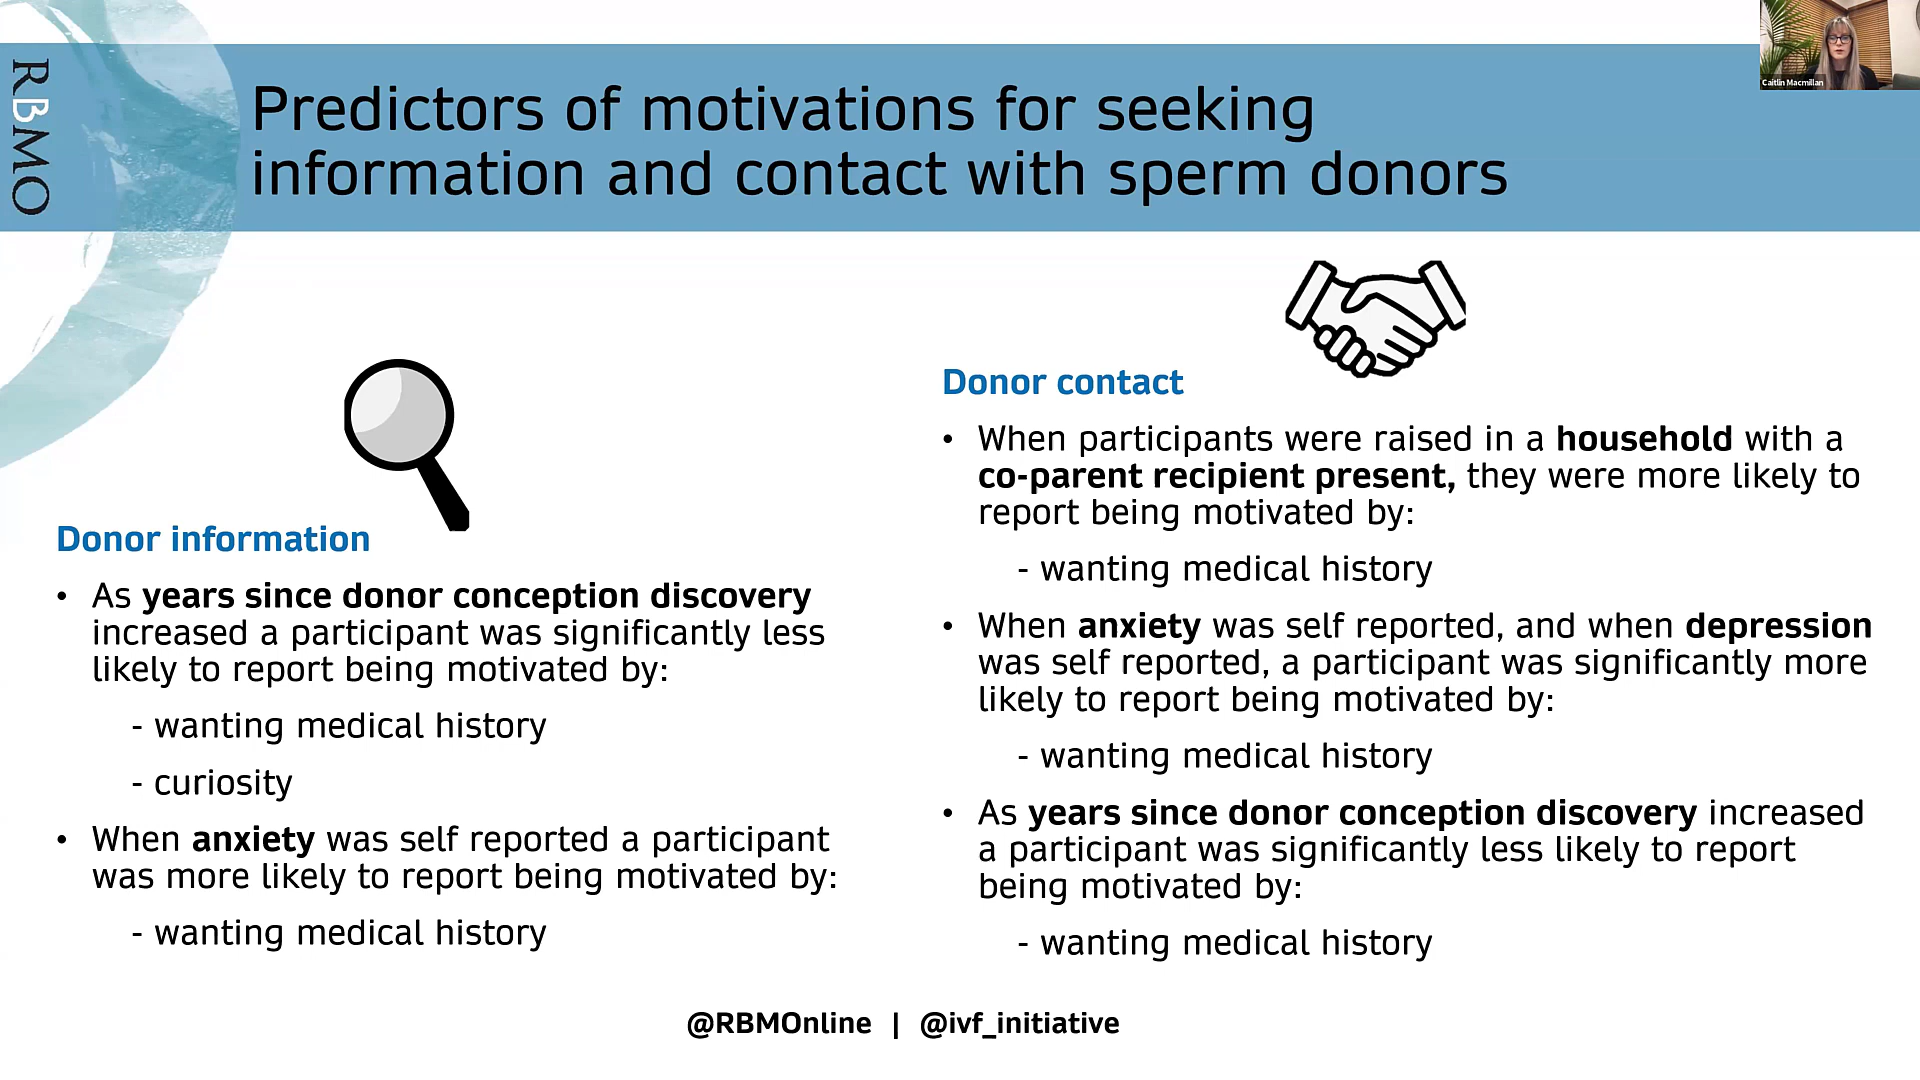 RBMO
Predictors of motivations for seeking
information and contact with sperm donors
Caitlin Macmillan
Donor information
• As years since donor conception discovery
increased a participant was significantly less
likely to report being motivated by:
- wanting medical history
- curiosity
• When anxiety was self reported a participant
was more likely to report being motivated by:
- wanting medical history
Donor contact
• When participants were raised in a household with a
co-parent recipient present, they were more likely to
report being motivated by:
- wanting medical history
• When anxiety was self reported, and when depression
was self reported, a participant was significantly more
likely to report being motivated by:
- wanting medical history
• As years since donor conception discovery increased
a participant was significantly less likely to report
being motivated by:
- wanting medical history
@RBMOnline | @ivf_initiative